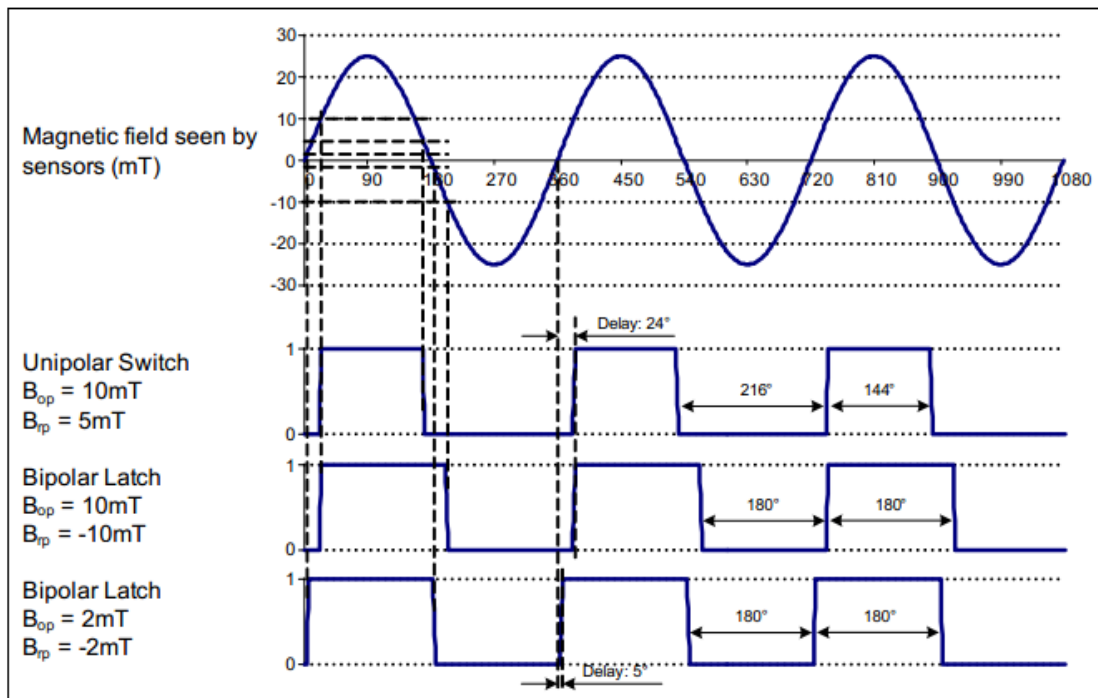 30
20
10
0
-10
-20
-30
Magnetic field seen by
sensors (mT)
0 90 180 270 360 450 540 630 720 810 900 990 1080
Delay: 24°
Unipolar Switch
Bop = 10mT
Brp = 5mT
1
0
216°
144°
Bipolar Latch
Bop = 10mT
Brp = -10mT
1
0
180°
180°
Bipolar Latch
Bop = 2mT
Brp = -2mT
1
0
180°
180°
Delay: 5°